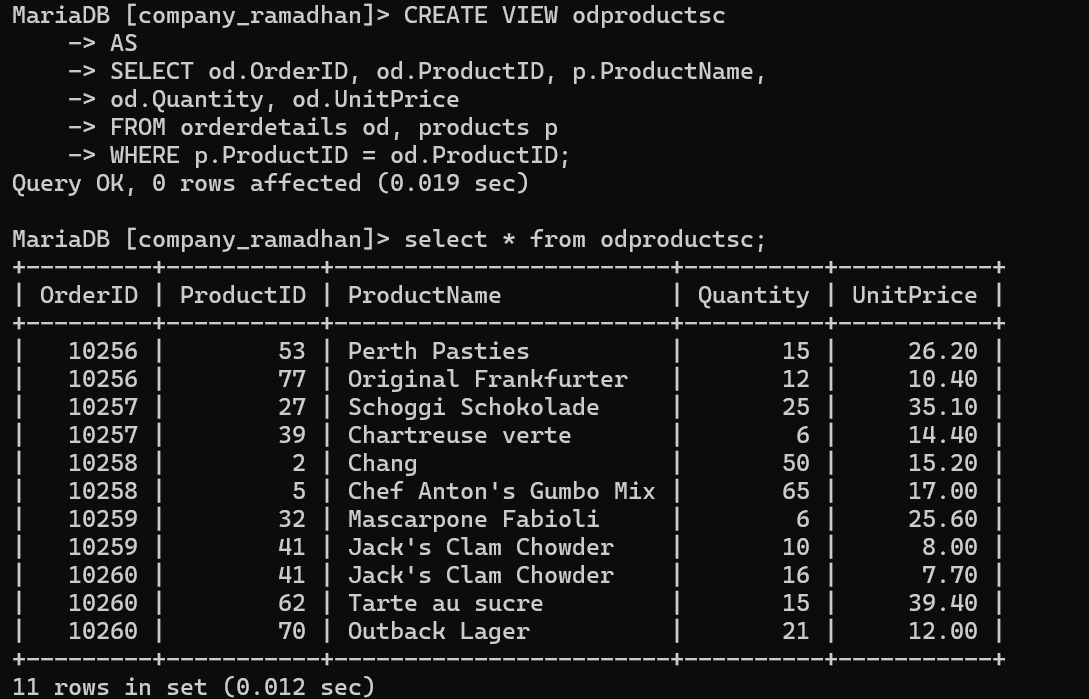 MariaDB [company_ramadhan]> CREATE VIEW odproductsc
    -> AS
    -> SELECT od.OrderID, od.ProductID, p.ProductName,
    -> od.Quantity, od.UnitPrice
    -> FROM orderdetails od, products p
    -> WHERE p.ProductID = od.ProductID;
Query OK, 0 rows affected (0.019 sec)

MariaDB [company_ramadhan]> select * from odproductsc;
+---------+-----------+------------------------+----------+-----------+
| OrderID | ProductID | ProductName            | Quantity | UnitPrice |
+---------+-----------+------------------------+----------+-----------+
|   10256 |        53 | Perth Pasties          |       15 |     26.20 |
|   10256 |        77 | Original Frankfurter   |       12 |     10.40 |
|   10257 |        27 | Schoggi Schokolade     |       25 |     35.10 |
|   10257 |        39 | Chartreuse verte       |        6 |     14.40 |
|   10258 |         2 | Chang                  |       50 |     15.20 |
|   10258 |         5 | Chef Anton's Gumbo Mix |       65 |     17.00 |
|   10259 |        32 | Mascarpone Fabioli     |        6 |     25.60 |
|   10259 |        41 | Jack's Clam Chowder    |       10 |      8.00 |
|   10260 |        41 | Jack's Clam Chowder    |       16 |      7.70 |
|   10260 |        62 | Tarte au sucre         |       15 |     39.40 |
|   10260 |        70 | Outback Lager          |       21 |     12.00 |
+---------+-----------+------------------------+----------+-----------+
11 rows in set (0.012 sec)